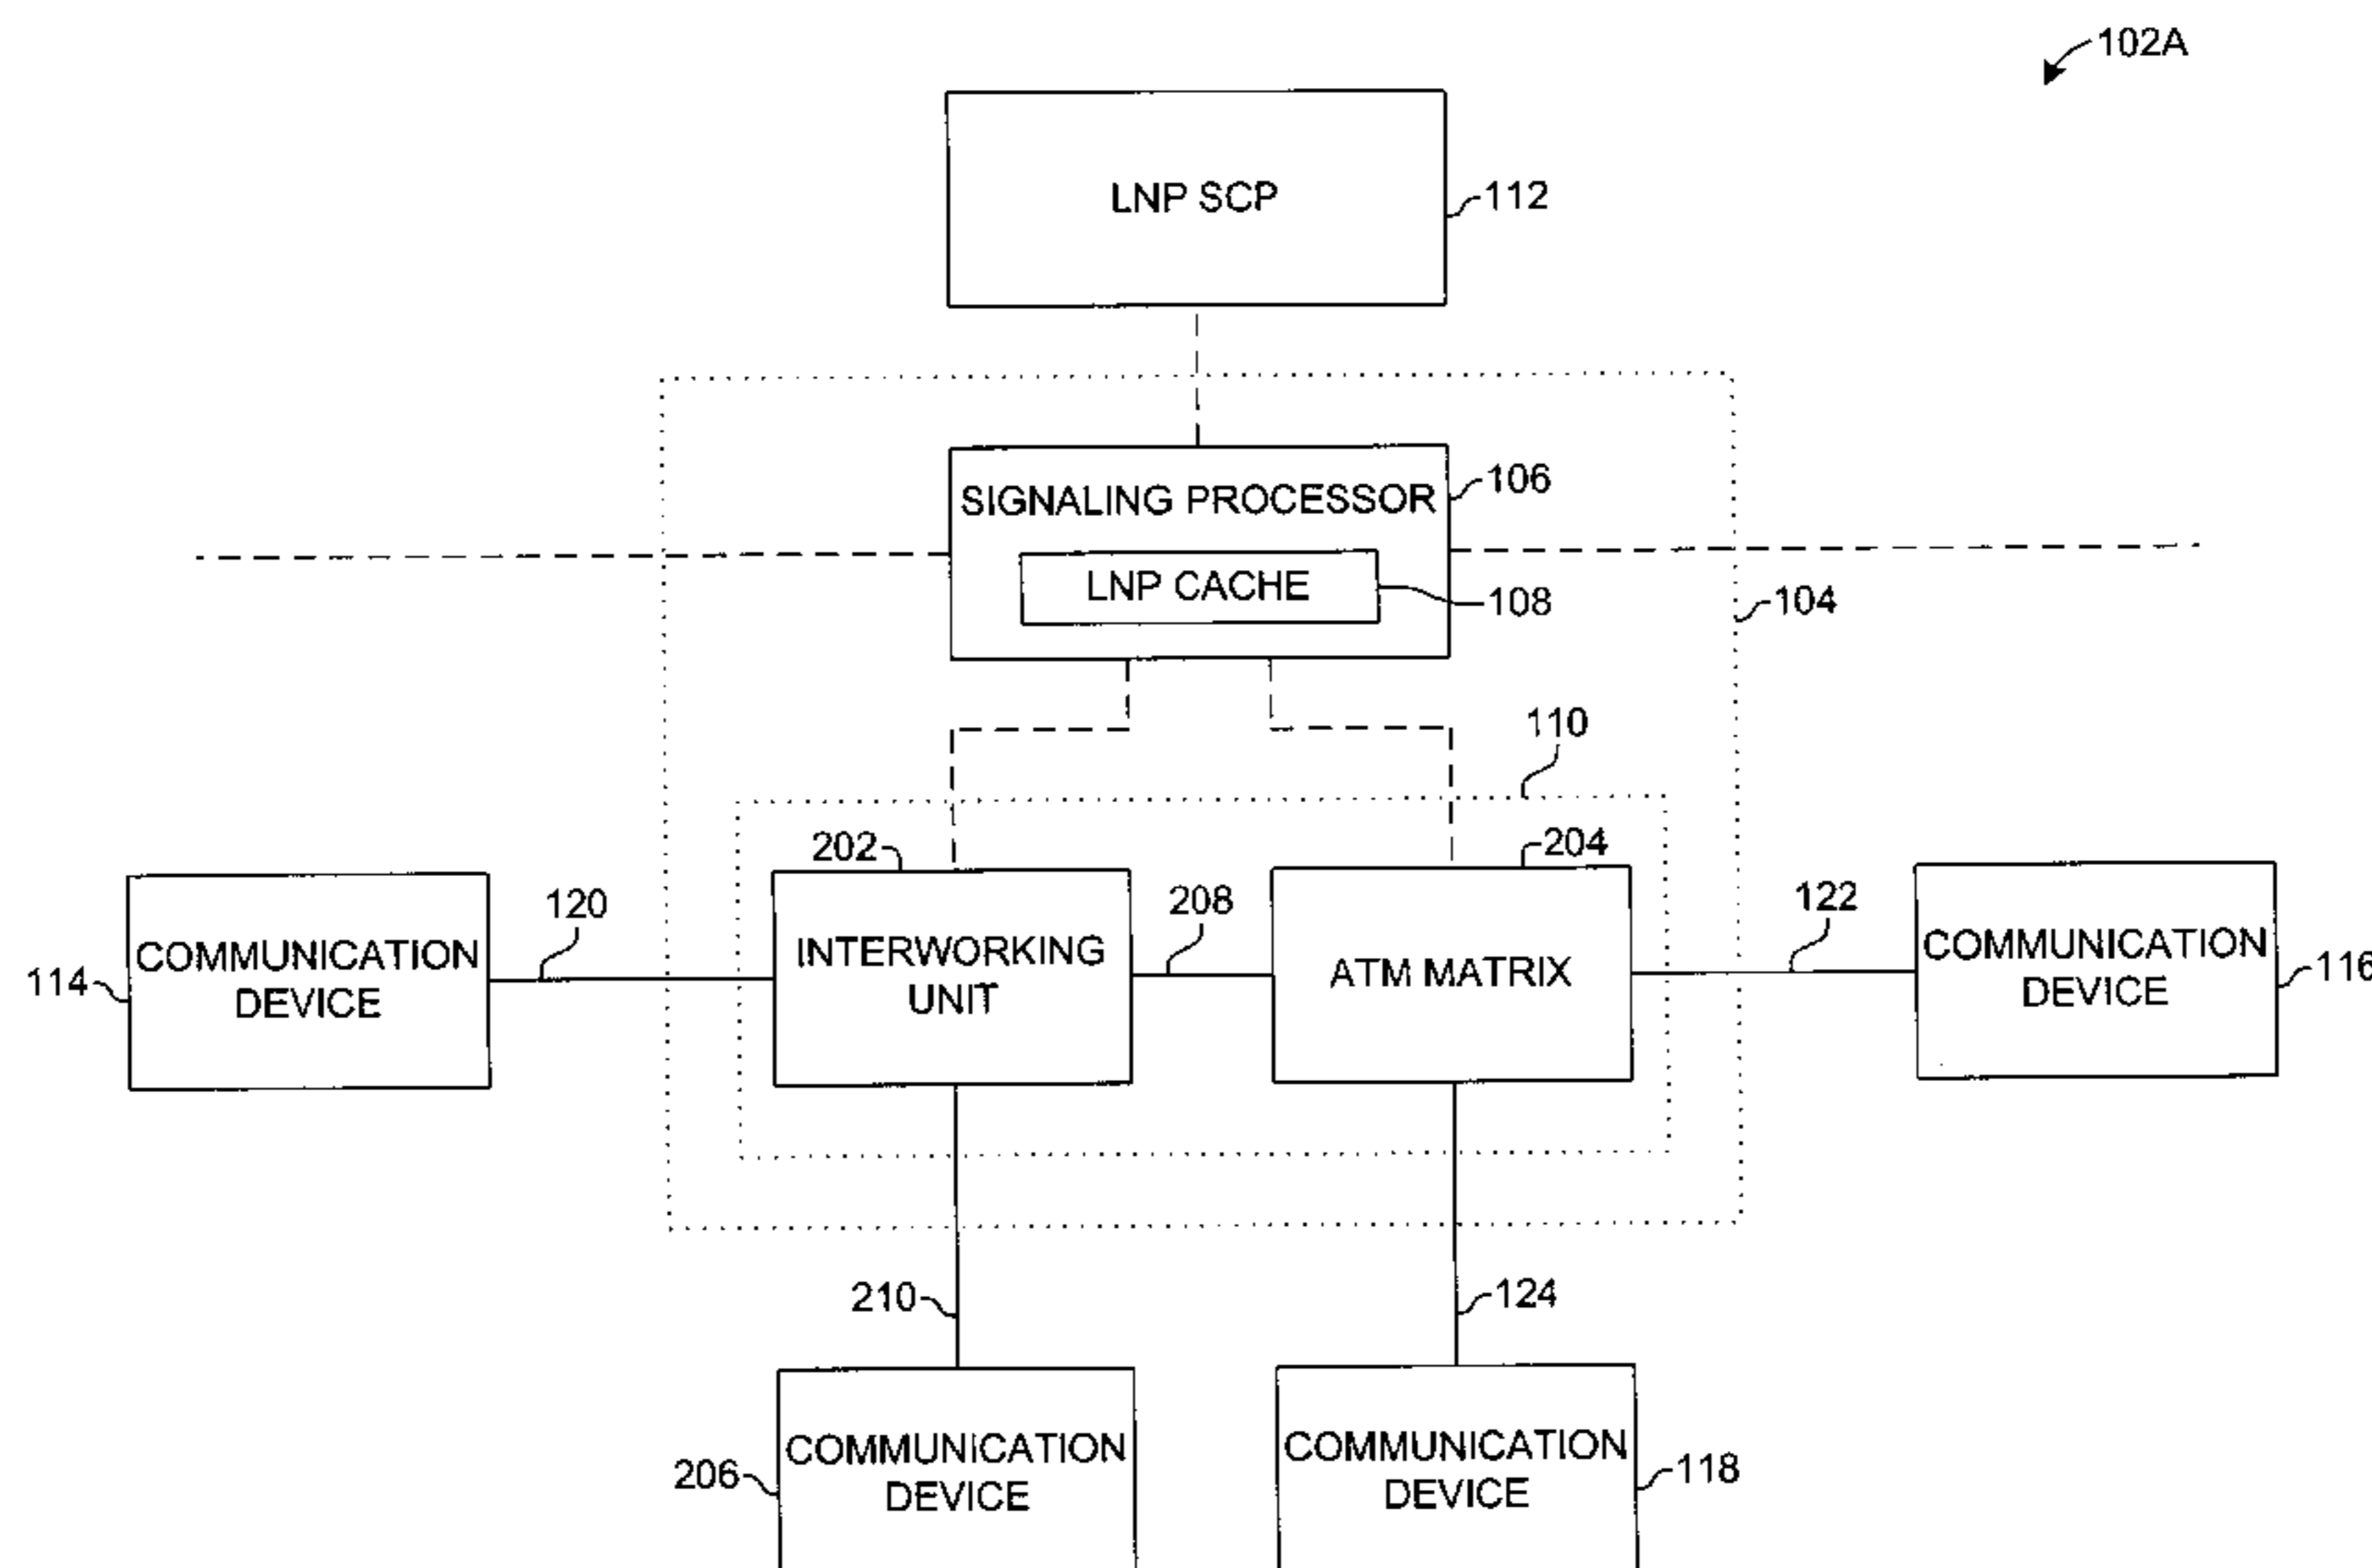 102A
LNP SCP
112
SIGNALING PROCESSOR
106
LNP CACHE
108
104
110
202
204
120
208
122
COMMUNICATION
DEVICE
114
INTERWORKING
UNIT
ATM MATRIX
COMMUNICATION
DEVICE
116
210
124
COMMUNICATION
DEVICE
206
COMMUNICATION
DEVICE
118